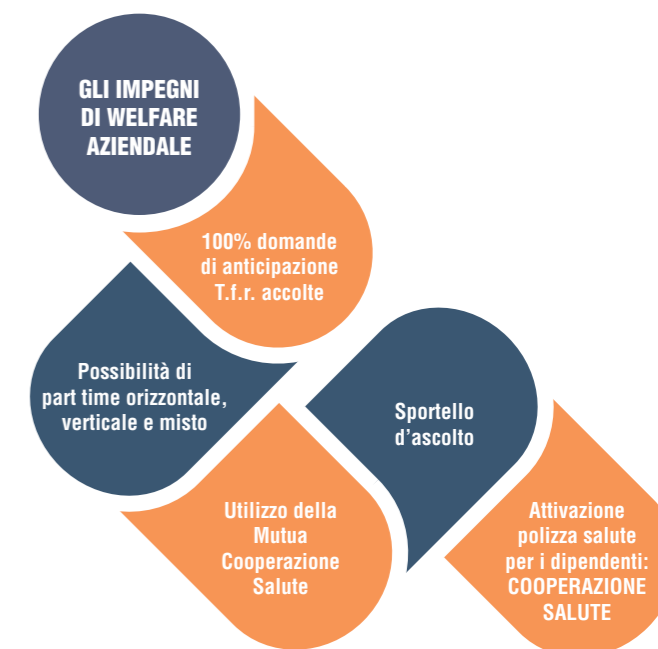 GLI IMPEGNI
DI WELFARE
AZIENDALE
100% domande
di anticipazione
T.f.r. accolte
Possibilità di
part time orizzontale,
verticale e misto
Sportello
d'ascolto
Utilizzo della
Mutua
Cooperazione
Salute
Attivazione
polizza salute
per i dipendenti:
COOPERAZIONE
SALUTE